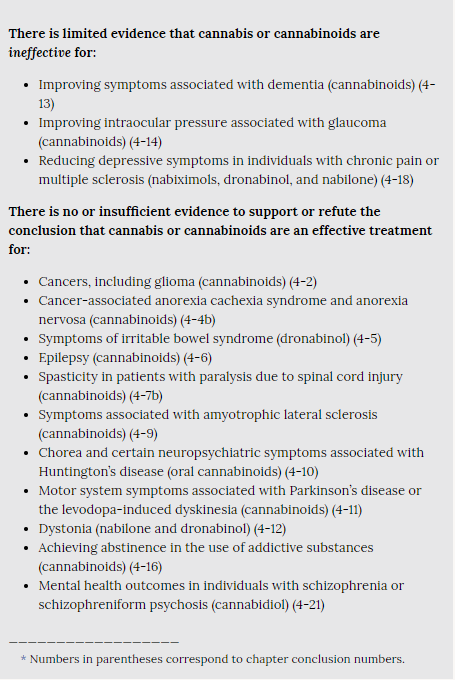 There is limited evidence that cannabis or cannabinoids are
ineffective for:
• Improving symptoms associated with dementia (cannabinoids) (4-
13)
• Improving intraocular pressure associated with glaucoma
(cannabinoids) (4-14)
• Reducing depressive symptoms in individuals with chronic pain or
multiple sclerosis (nabiximols, dronabinol, and nabilone) (4-18)
There is no or insufficient evidence to support or refute the
conclusion that cannabis or cannabinoids are an effective treatment
for:
• Cancers, including glioma (cannabinoids) (4-2)
• Cancer-associated anorexia cachexia syndrome and anorexia
nervosa (cannabinoids) (4-4b)
• Symptoms of irritable bowel syndrome (dronabinol) (4-5)
• Epilepsy (cannabinoids) (4-6)
• Spasticity in patients with paralysis due to spinal cord injury
(cannabinoids) (4-7b)
• Symptoms associated with amyotrophic lateral sclerosis
(cannabinoids) (4-9)
• Chorea and certain neuropsychiatric symptoms associated with
Huntington's disease (oral cannabinoids) (4-10)
• Motor system symptoms associated with Parkinson's disease or
the levodopa-induced dyskinesia (cannabinoids) (4-11)
• Dystonia (nabilone and dronabinol) (4-12)
• Achieving abstinence in the use of addictive substances
(cannabinoids) (4-16)
• Mental health outcomes in individuals with schizophrenia or
schizophreniform psychosis (cannabidiol) (4-21)
__________________
* Numbers in parentheses correspond to chapter conclusion numbers.